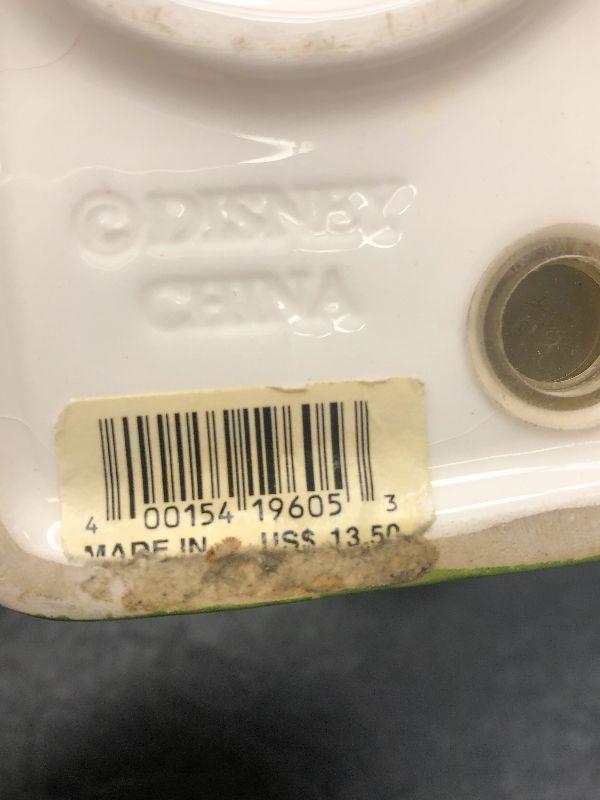 © DISNEY
CHINA
4 00154 19605 3
MADE IN US$ 13.50